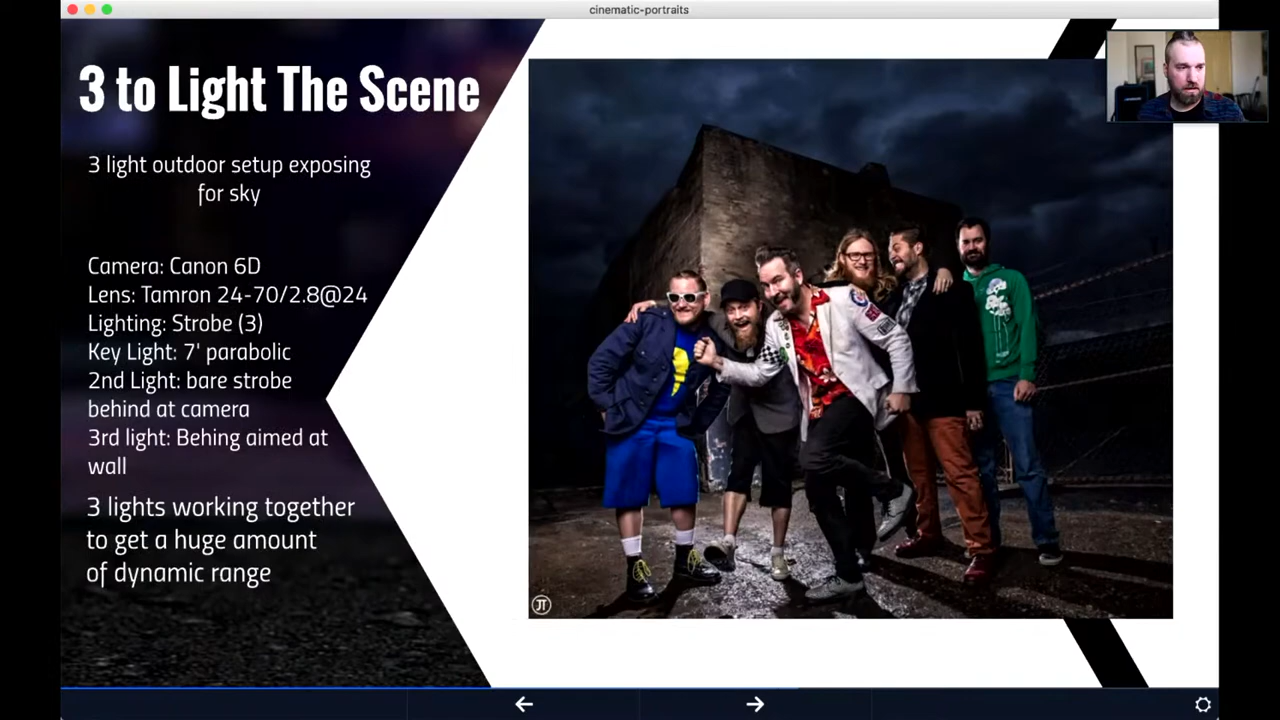 cinematic-portraits
3 to Light The Scene
3 light outdoor setup exposing
for sky
Camera: Canon 6D
Lens: Tamron 24-70/2.8@24
Lighting: Strobe (3)
Key Light: 7' parabolic
2nd Light: bare strobe
behind at camera
3rd light: Behing aimed at
wall
3 lights working together
to get a huge amount
of dynamic range
JT